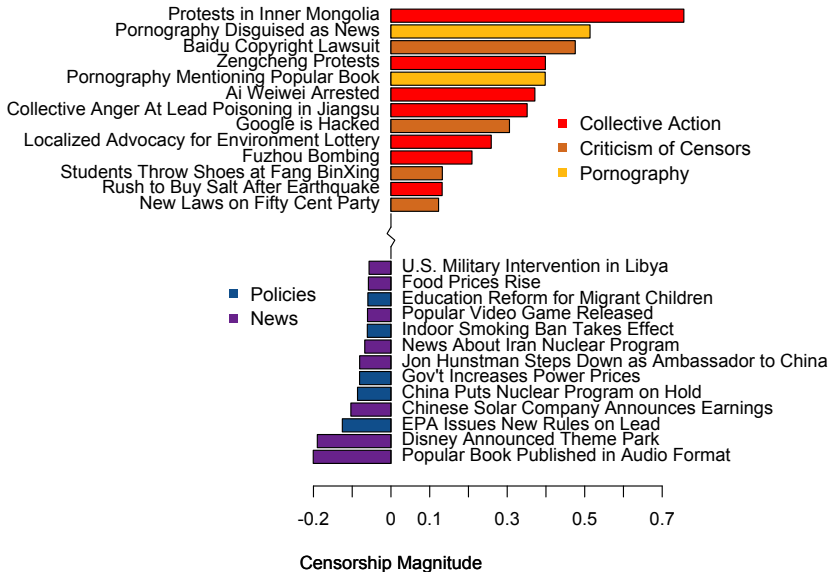 Protests in Inner Mongolia
Pornography Disguised as News
Baidu Copyright Lawsuit
Zengcheng Protests
Pornography Mentioning Popular Book
Ai Weiwei Arrested
Collective Anger At Lead Poisoning in Jiangsu
Google is Hacked
Localized Advocacy for Environment Lottery
Fuzhou Bombing
Students Throw Shoes at Fang BinXing
Rush to Buy Salt After Earthquake
New Laws on Fifty Cent Party
Collective Action
Criticism of Censors
Pornography
Policies
News
U.S. Military Intervention in Libya
Food Prices Rise
Education Reform for Migrant Children
Popular Video Game Released
Indoor Smoking Ban Takes Effect
News About Iran Nuclear Program
Jon Hunstman Steps Down as Ambassador to China
Gov't Increases Power Prices
China Puts Nuclear Program on Hold
Chinese Solar Company Announces Earnings
EPA Issues New Rules on Lead
Disney Announced Theme Park
Popular Book Published in Audio Format
-0.2 0 0.1 0.3 0.5 0.7
Censorship Magnitude